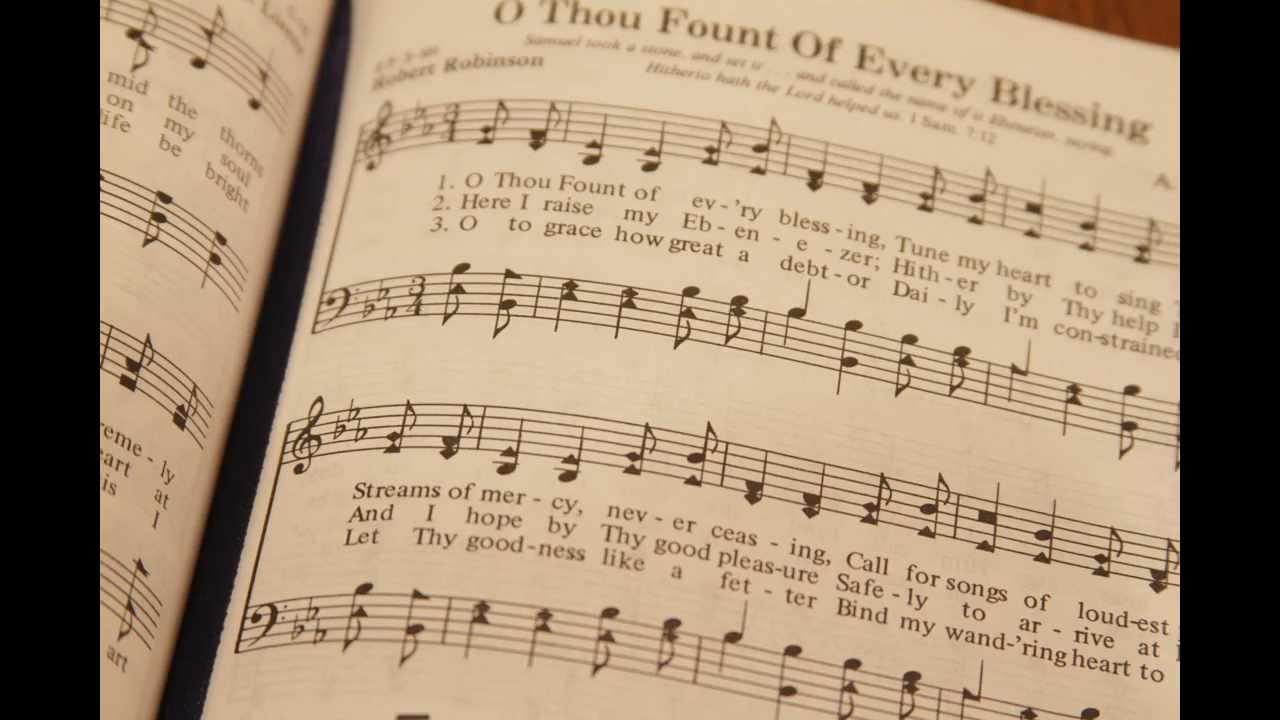 mid the thorns
on my soul
life be bright
reme - ly
eart at
is I
art
O Thou Fount Of Every Blessing
Samuel took a stone, and set it . . . and called the name of it Ebenezer, saying,
Hitherto hath the Lord helped us. 1 Sam. 7:12
Robert Robinson
A.
3 4
1. O Thou Fount of ev-'ry bless-ing, Tune my heart to sing
2. Here I raise my Eb-en-e-zer; Hith-er by Thy help
3. O to grace how great a debt-or Dai-ly I'm con-strained
3 4
Streams of mer-cy, nev-er ceas-ing, Call for songs of loud-est
And I hope by Thy good pleas-ure Safe-ly to ar-rive at
Let Thy good-ness like a fet-ter Bind my wand-'ring heart to